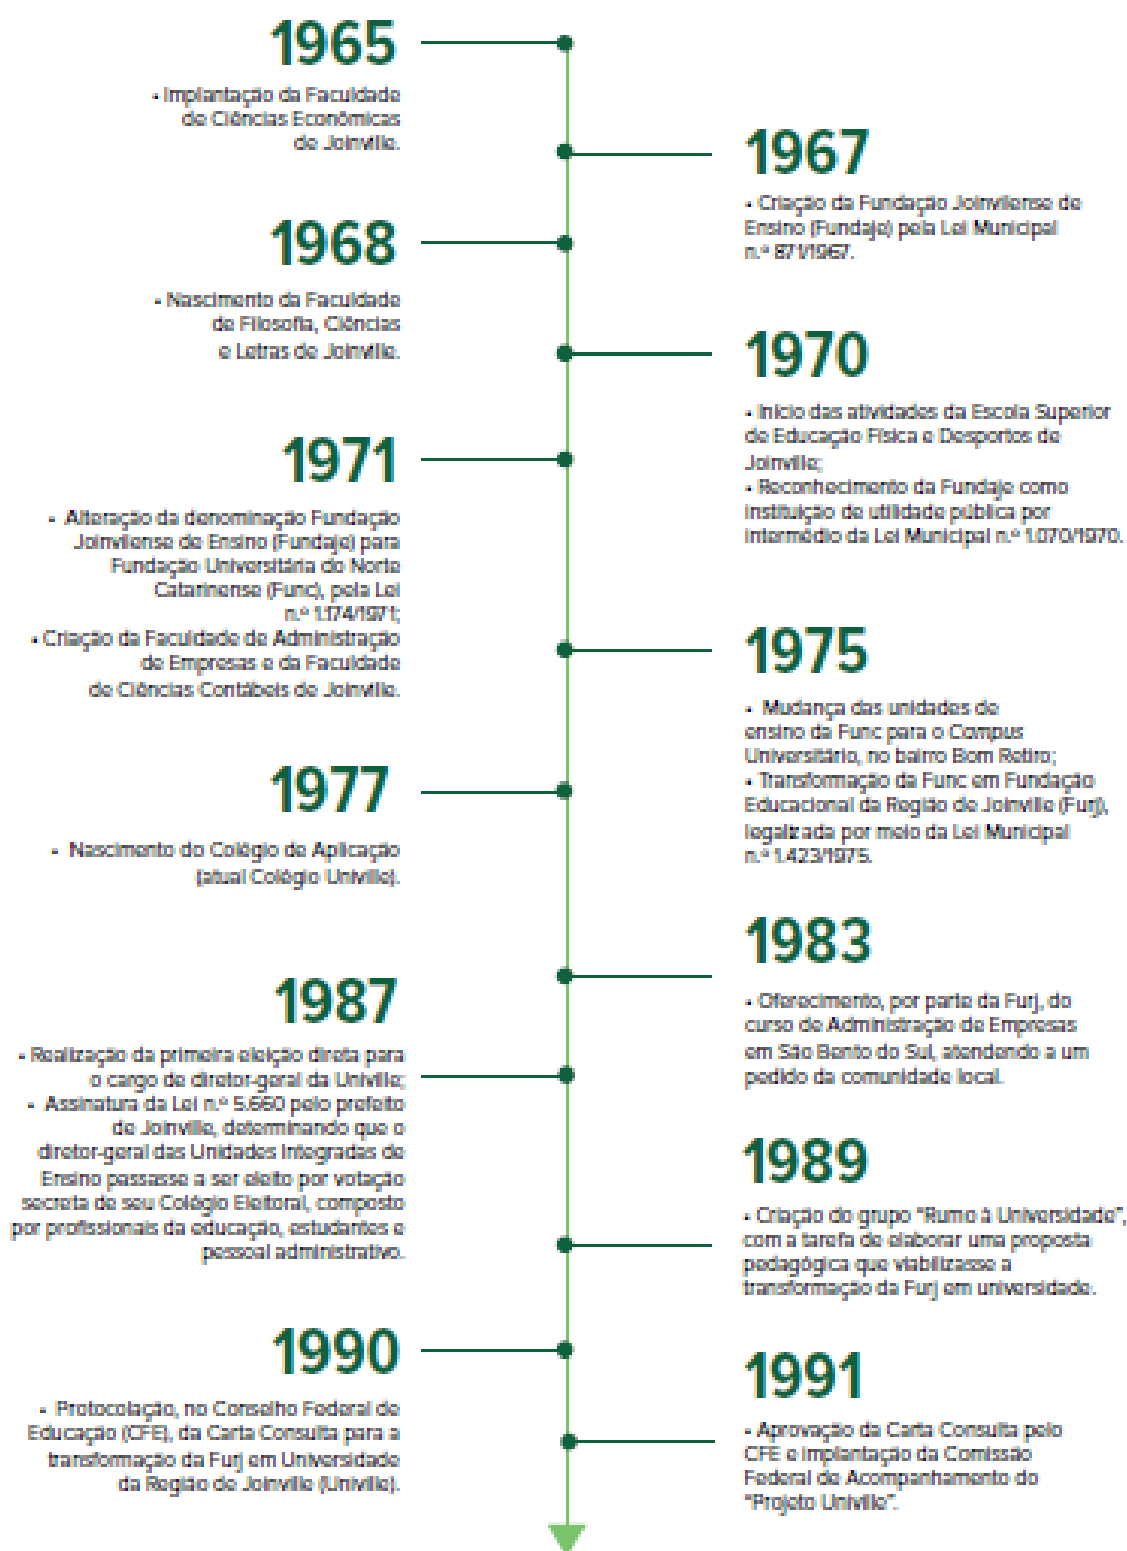 1965
• Implantação da Faculdade
de Ciências Econômicas
de Joinville.
1967
• Criação da Fundação Joinvilense de
Ensino (Fundaje) pela Lei Municipal
n.º 871/1967.
1968
• Nascimento da Faculdade
de Filosofia, Ciências
e Letras de Joinville.
1970
• Início das atividades da Escola Superior
de Educação Física e Desportos de
Joinville;
• Reconhecimento da Fundaje como
instituição de utilidade pública por
intermédio da Lei Municipal n.º 1.070/1970.
1971
• Alteração da denominação Fundação
Joinvilense de Ensino (Fundaje) para
Fundação Universitária do Norte
Catarinense (Func), pela Lei
n.º 1.174/1971;
• Criação da Faculdade de Administração
de Empresas e da Faculdade
de Ciências Contábeis de Joinville.
1975
• Mudança das unidades de
ensino da Func para o Campus
Universitário, no bairro Bom Retiro;
• Transformação da Func em Fundação
Educacional da Região de Joinville (Furj),
legalizada por meio da Lei Municipal
n.º 1.423/1975.
1977
• Nascimento do Colégio de Aplicação
(atual Colégio Univille).
1983
• Oferecimento, por parte da Furj, do
curso de Administração de Empresas
em São Bento do Sul, atendendo a um
pedido da comunidade local.
1987
• Realização da primeira eleição direta para
o cargo de diretor-geral da Univille;
• Assinatura da Lei n.º 5.660 pelo prefeito
de Joinville, determinando que o
diretor-geral das Unidades Integradas de
Ensino passasse a ser eleito por votação
secreta de seu Colégio Eleitoral, composto
por profissionais da educação, estudantes e
pessoal administrativo.
1989
• Criação do grupo "Rumo à Universidade",
com a tarefa de elaborar uma proposta
pedagógica que viabilizasse a
transformação da Furj em universidade.
1990
• Protocolação, no Conselho Federal de
Educação (CFE), da Carta Consulta para a
transformação da Furj em Universidade
da Região de Joinville (Univille).
1991
• Aprovação da Carta Consulta pelo
CFE e implantação da Comissão
Federal de Acompanhamento do
"Projeto Univille".